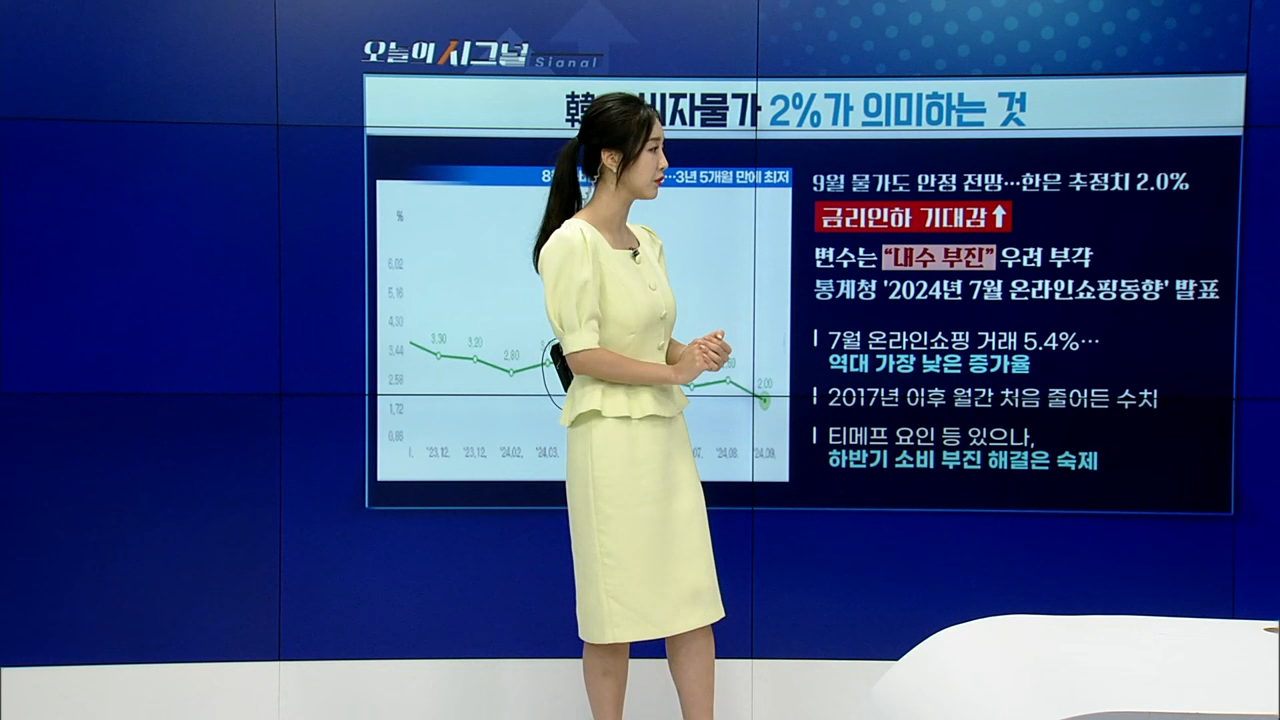 오늘의 시그널
Signal
韓 비자물가 2%가 의미하는 것
8월 …3년 5개월 만에 최저
9월 물가도 안정 전망…한은 추정치 2.0%
금리인하 기대감↑
변수는 “내수 부진” 우려 부각
통계청 '2024년 7월 온라인쇼핑동향' 발표
7월 온라인쇼핑 거래 5.4%…
역대 가장 낮은 증가율
2017년 이후 월간 처음 줄어든 수치
티메프 요인 등 있으나,
하반기 소비 부진 해결은 숙제
%
6.02
5.16
4.30
3.44
2.58
1.72
0.86
3.30
3.20
2.80
2.00
'23.12. '23.12. '24.02. '24.03. 07. '24.08. '24.09.